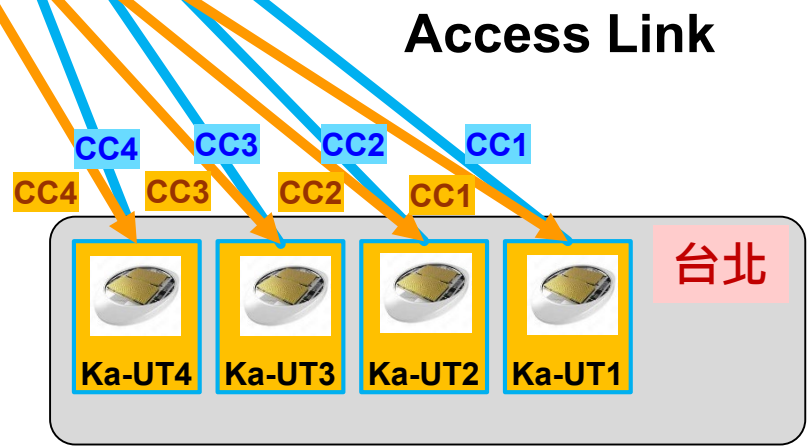 Access Link
CC4 CC3 CC2 CC1
CC4 CC3 CC2 CC1
台北
Ka-UT4 Ka-UT3 Ka-UT2 Ka-UT1